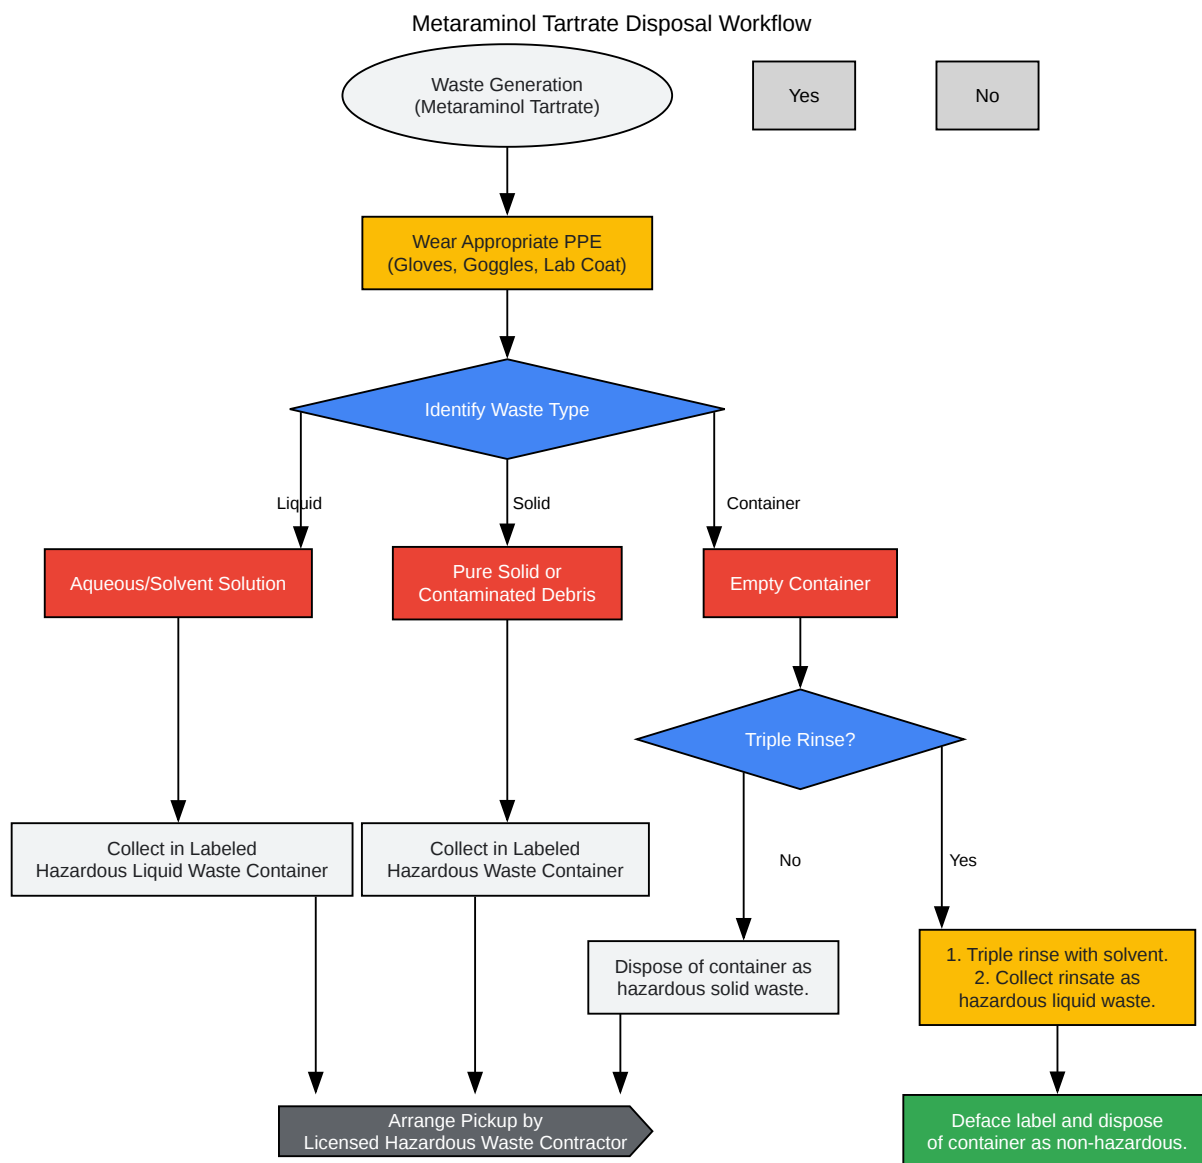 Metaraminol Tartrate Disposal Workflow
Waste Generation
(Metaraminol Tartrate)
Yes
No
Wear Appropriate PPE
(Gloves, Goggles, Lab Coat)
Identify Waste Type
Liquid
Solid
Container
Aqueous/Solvent Solution
Pure Solid or
Contaminated Debris
Empty Container
Triple Rinse?
Collect in Labeled
Hazardous Liquid Waste Container
Collect in Labeled
Hazardous Waste Container
No
Yes
Dispose of container as
hazardous solid waste.
1. Triple rinse with solvent.
2. Collect rinsate as
hazardous liquid waste.
Arrange Pickup by
Licensed Hazardous Waste Contractor
Deface label and dispose
of container as non-hazardous.